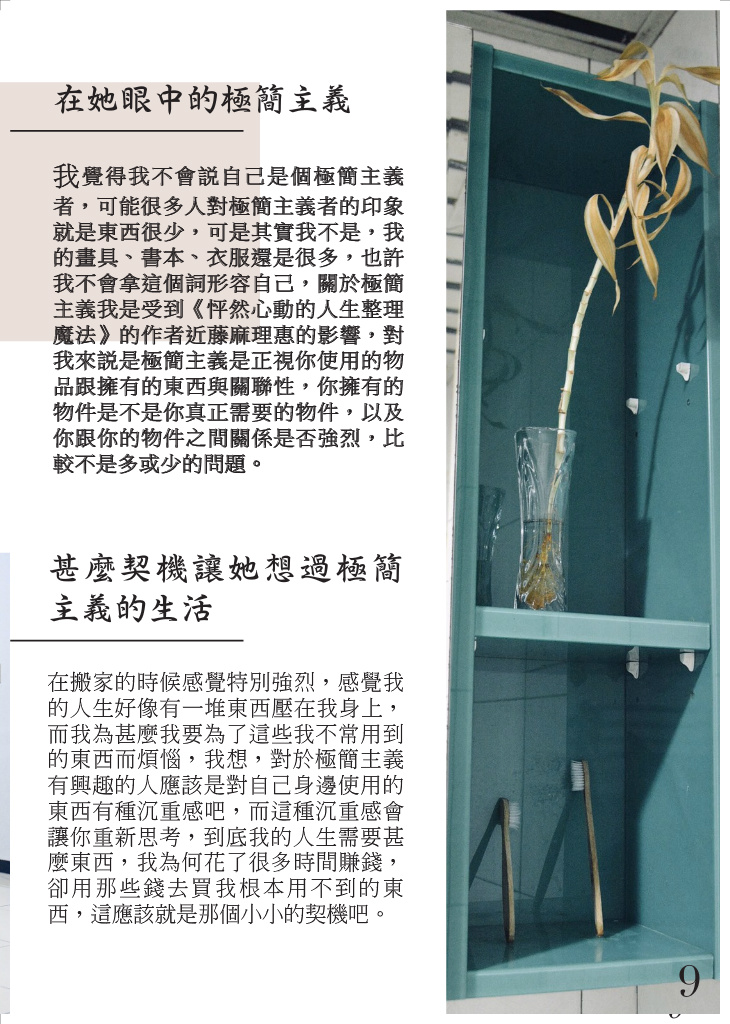 在她眼中的極簡主義
我覺得我不會說自己是個極簡主義
者，可能很多人對極簡主義者的印象
就是東西很少，可是其實我不是，我
的畫具、書本、衣服還是很多，也許
我不會拿這個詞形容自己，關於極簡
主義我是受到《怦然心動的人生整理
魔法》的作者近藤麻理惠的影響，對
我來說是極簡主義是正視你使用的物
品跟擁有的東西與關聯性，你擁有的
物件是不是你真正需要的物件，以及
你跟你的物件之間關係是否強烈，比
較不是多或少的問題。
甚麼契機讓她想過極簡
主義的生活
在搬家的時候感覺特別強烈，感覺我
的人生好像有一堆東西壓在我身上，
而我為甚麼我要為了這些我不常用到
的東西而煩惱，我想，對於極簡主義
有興趣的人應該是對自己身邊使用的
東西有種沉重感吧，而這種沉重感會
讓你重新思考，到底我的人生需要甚
麼東西，我為何花了很多時間賺錢，
卻用那些錢去買我根本用不到的東
西，這應該就是那個小小的契機吧。
9